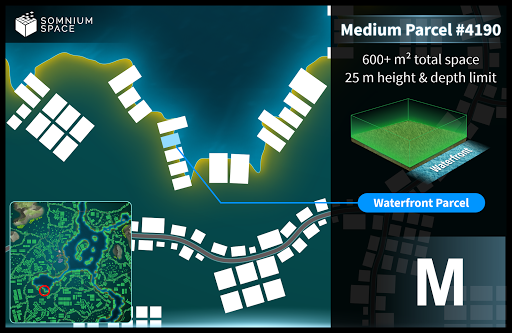 SOMNIUM
SPACE
Medium Parcel #4190
600+ m² total space
25 m height & depth limit
Waterfront
Waterfront Parcel
M